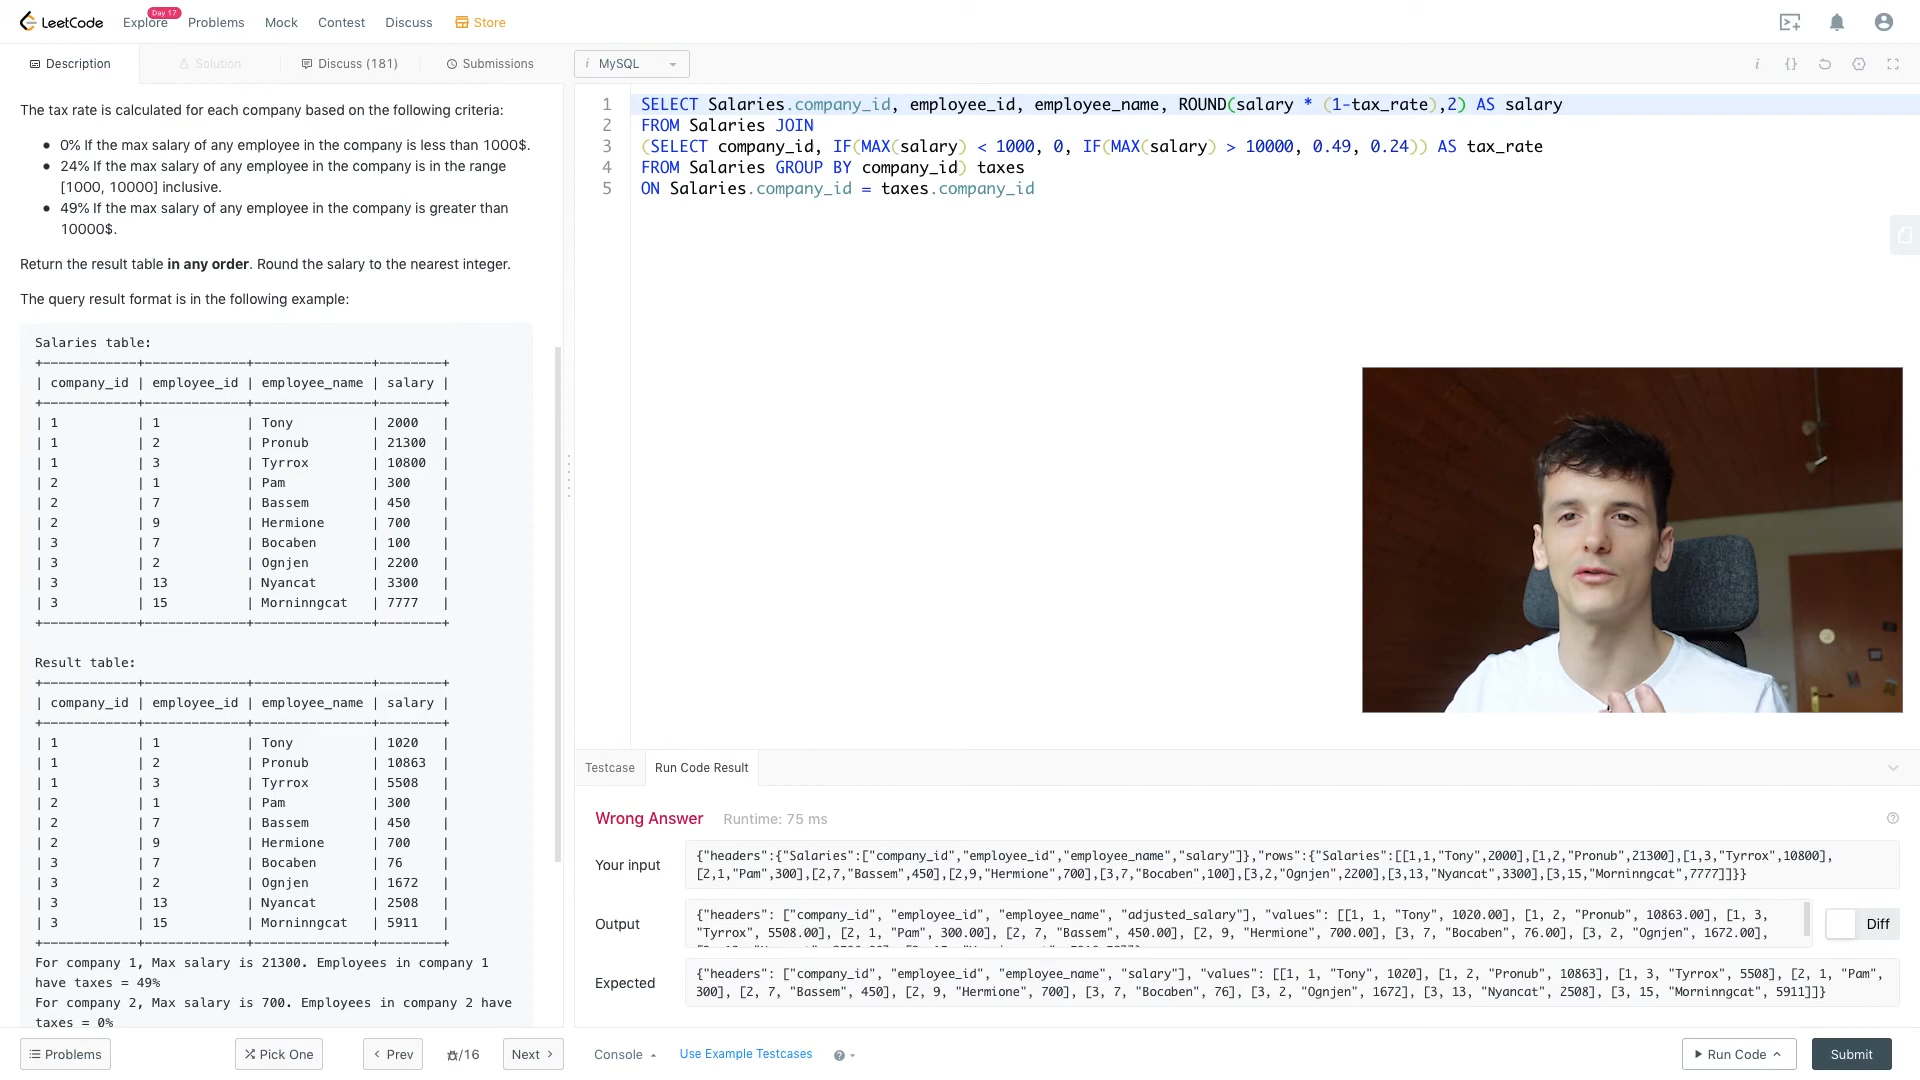 LeetCode
Explore
Day 17
Problems
Mock
Contest
Discuss
Store
Description
Solution
Discuss (181)
Submissions
i MySQL
The tax rate is calculated for each company based on the following criteria:
• 0% If the max salary of any employee in the company is less than 1000$.
• 24% If the max salary of any employee in the company is in the range
[1000, 10000] inclusive.
• 49% If the max salary of any employee in the company is greater than
10000$.
Return the result table in any order. Round the salary to the nearest integer.
The query result format is in the following example:
Salaries table:
+------------+-------------+---------------+--------+
| company_id | employee_id | employee_name | salary |
+------------+-------------+---------------+--------+
| 1 | 1 | Tony | 2000 |
| 1 | 2 | Pronub | 21300 |
| 1 | 3 | Tyrrox | 10800 |
| 2 | 1 | Pam | 300 |
| 2 | 7 | Bassem | 450 |
| 2 | 9 | Hermione | 700 |
| 3 | 7 | Bocaben | 100 |
| 3 | 2 | Ognjen | 2200 |
| 3 | 13 | Nyancat | 3300 |
| 3 | 15 | Morninngcat | 7777 |
+------------+-------------+---------------+--------+
Result table:
+------------+-------------+---------------+--------+
| company_id | employee_id | employee_name | salary |
+------------+-------------+---------------+--------+
| 1 | 1 | Tony | 1020 |
| 1 | 2 | Pronub | 10863 |
| 1 | 3 | Tyrrox | 5508 |
| 2 | 1 | Pam | 300 |
| 2 | 7 | Bassem | 450 |
| 2 | 9 | Hermione | 700 |
| 3 | 7 | Bocaben | 76 |
| 3 | 2 | Ognjen | 1672 |
| 3 | 13 | Nyancat | 2508 |
| 3 | 15 | Morninngcat | 5911 |
+------------+-------------+---------------+--------+
For company 1, Max salary is 21300. Employees in company 1
have taxes = 49%
For company 2, Max salary is 700. Employees in company 2 have
taxes = 0%
1 SELECT Salaries.company_id, employee_id, employee_name, ROUND(salary * (1-tax_rate),2) AS salary
2 FROM Salaries JOIN
3 (SELECT company_id, IF(MAX(salary) < 1000, 0, IF(MAX(salary) > 10000, 0.49, 0.24)) AS tax_rate
4 FROM Salaries GROUP BY company_id) taxes
5 ON Salaries.company_id = taxes.company_id
Testcase
Run Code Result
Wrong Answer
Runtime: 75 ms
Your input
{"headers":{"Salaries":["company_id","employee_id","employee_name","salary"]},"rows":{"Salaries":[[1,1,"Tony",2000],[1,2,"Pronub",21300],[1,3,"Tyrrox",10800],
[2,1,"Pam",300],[2,7,"Bassem",450],[2,9,"Hermione",700],[3,7,"Bocaben",100],[3,2,"Ognjen",2200],[3,13,"Nyancat",3300],[3,15,"Morninngcat",7777]]}}
Output
{"headers": ["company_id", "employee_id", "employee_name", "adjusted_salary"], "values": [[1, 1, "Tony", 1020.00], [1, 2, "Pronub", 10863.00], [1, 3,
"Tyrrox", 5508.00], [2, 1, "Pam", 300.00], [2, 7, "Bassem", 450.00], [2, 9, "Hermione", 700.00], [3, 7, "Bocaben", 76.00], [3, 2, "Ognjen", 1672.00],
Diff
Expected
{"headers": ["company_id", "employee_id", "employee_name", "salary"], "values": [[1, 1, "Tony", 1020], [1, 2, "Pronub", 10863], [1, 3, "Tyrrox", 5508], [2, 1, "Pam",
300], [2, 7, "Bassem", 450], [2, 9, "Hermione", 700], [3, 7, "Bocaben", 76], [3, 2, "Ognjen", 1672], [3, 13, "Nyancat", 2508], [3, 15, "Morninngcat", 5911]]}
Problems
Pick One
Prev
/16
Next
Console
Use Example Testcases
Run Code
Submit